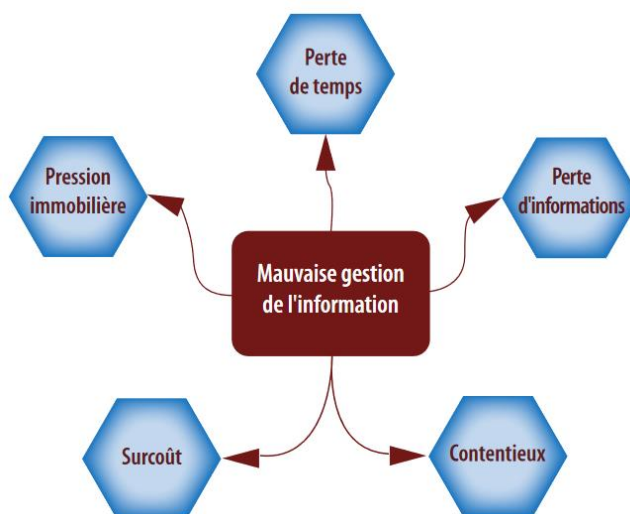 Perte
de temps
Pression
immobilière
Perte
d'informations
Mauvaise gestion
de l'information
Surcoût
Contentieux